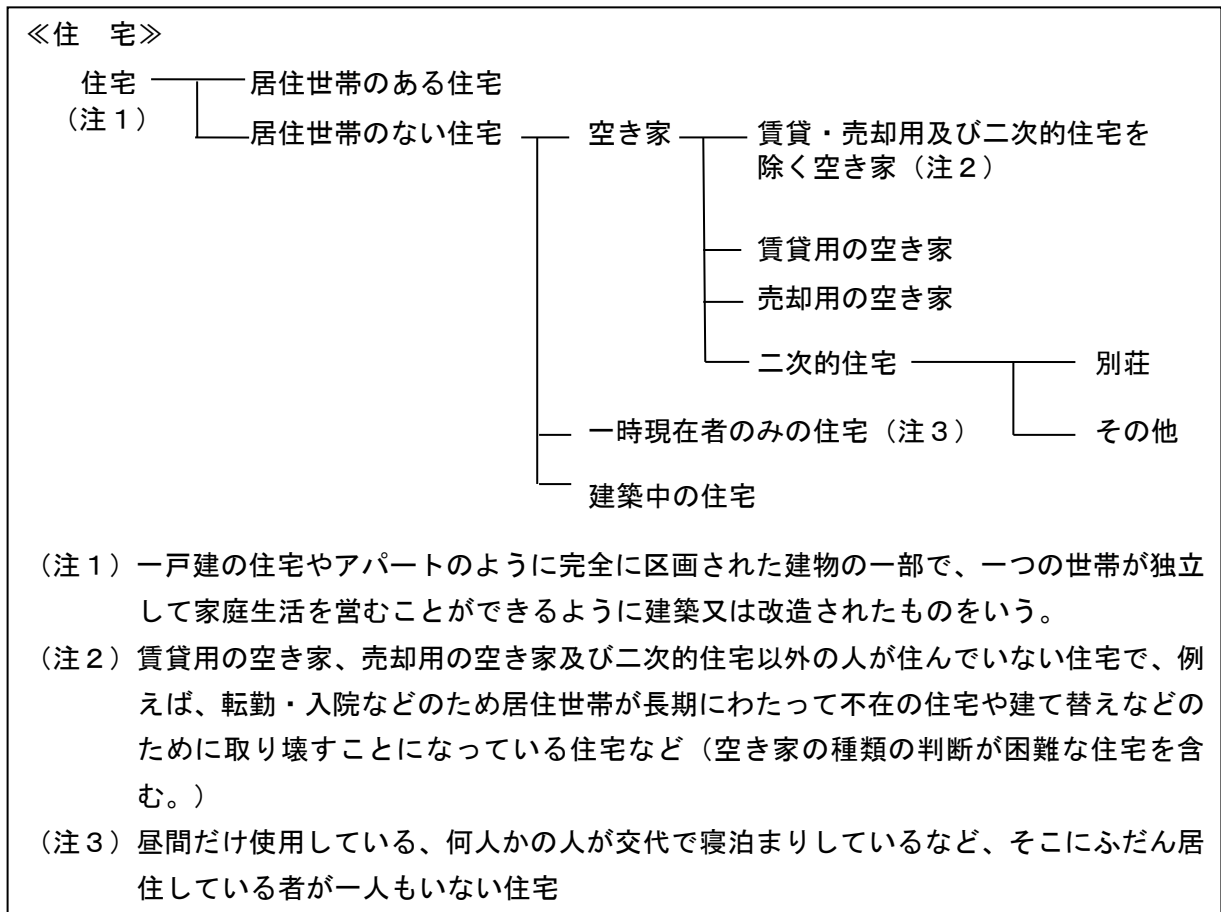 ≪住　宅≫
住宅
（注１）
居住世帯のある住宅
居住世帯のない住宅
空き家
賃貸・売却用及び二次的住宅を
除く空き家（注２）
賃貸用の空き家
売却用の空き家
二次的住宅
別荘
その他
一時現在者のみの住宅（注３）
建築中の住宅
（注１）一戸建の住宅やアパートのように完全に区画された建物の一部で、一つの世帯が独立
して家庭生活を営むことができるように建築又は改造されたものをいう。
（注２）賃貸用の空き家、売却用の空き家及び二次的住宅以外の人が住んでいない住宅で、例
えば、転勤・入院などのため居住世帯が長期にわたって不在の住宅や建て替えなどの
ために取り壊すことになっている住宅など（空き家の種類の判断が困難な住宅を含
む。）
（注３）昼間だけ使用している、何人かの人が交代で寝泊まりしているなど、そこにふだん居
住している者が一人もいない住宅